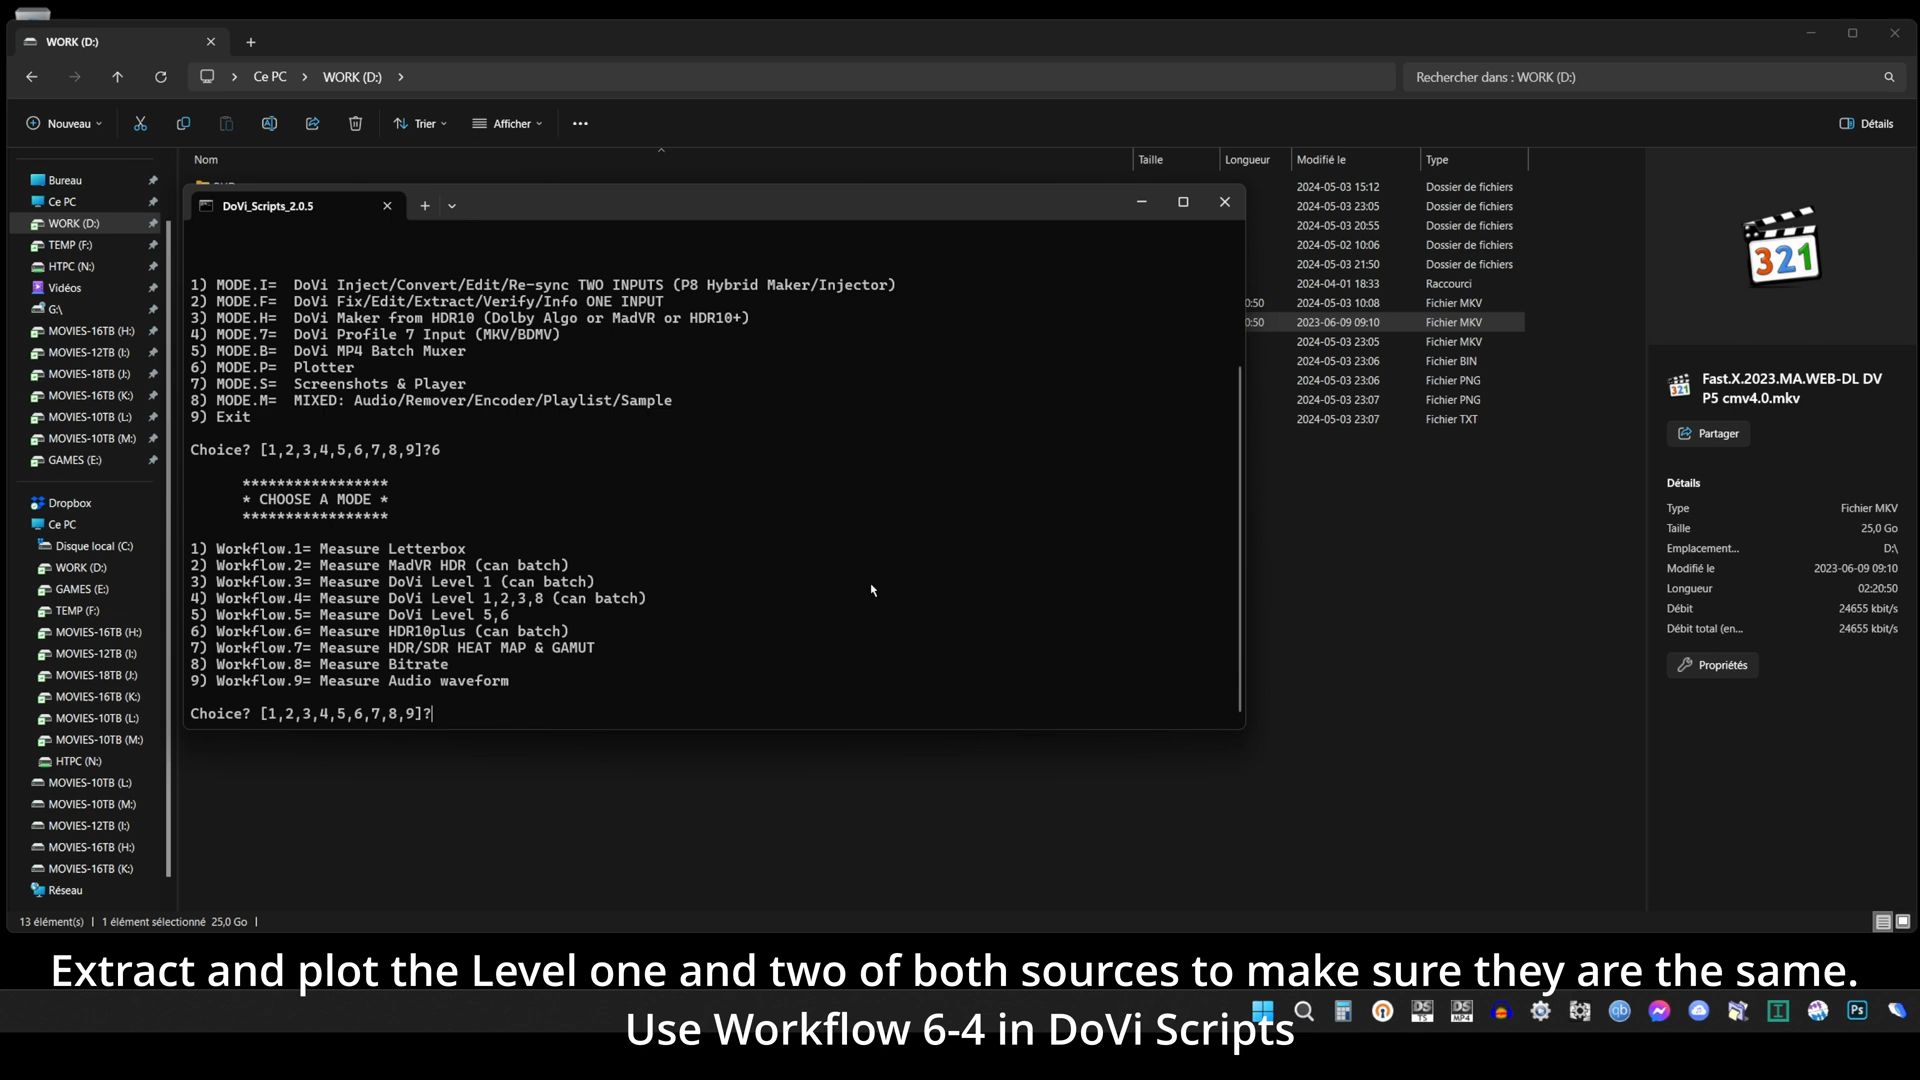 WORK (D:)
Ce PC > WORK (D:) >
Rechercher dans : WORK (D:)
Nouveau
Trier
Afficher
Détails
Nom
Taille
Longueur
Modifié le
Type
Bureau
Ce PC
WORK (D:)
TEMP (F:)
HTPC (N:)
Vidéos
G:\
MOVIES-16TB (H:)
MOVIES-12TB (I:)
MOVIES-18TB (J:)
MOVIES-16TB (K:)
MOVIES-10TB (L:)
MOVIES-10TB (M:)
GAMES (E:)
Dropbox
Ce PC
Disque local (C:)
WORK (D:)
GAMES (E:)
TEMP (F:)
MOVIES-16TB (H:)
MOVIES-12TB (I:)
MOVIES-18TB (J:)
MOVIES-16TB (K:)
MOVIES-10TB (L:)
MOVIES-10TB (M:)
HTPC (N:)
MOVIES-10TB (L:)
MOVIES-10TB (M:)
MOVIES-12TB (I:)
MOVIES-16TB (H:)
MOVIES-16TB (K:)
Réseau
DoVi_Scripts_2.0.5
1) MODE.I= DoVi Inject/Convert/Edit/Re-sync TWO INPUTS (P8 Hybrid Maker/Injector)
2) MODE.F= DoVi Fix/Edit/Extract/Verify/Info ONE INPUT
3) MODE.H= DoVi Maker from HDR10 (Dolby Algo or MadVR or HDR10+)
4) MODE.7= DoVi Profile 7 Input (MKV/BDMV)
5) MODE.B= DoVi MP4 Batch Muxer
6) MODE.P= Plotter
7) MODE.S= Screenshots & Player
8) MODE.M= MIXED: Audio/Remover/Encoder/Playlist/Sample
9) Exit
Choice? [1,2,3,4,5,6,7,8,9]?6
*****************
* CHOOSE A MODE *
*****************
1) Workflow.1= Measure Letterbox
2) Workflow.2= Measure MadVR HDR (can batch)
3) Workflow.3= Measure DoVi Level 1 (can batch)
4) Workflow.4= Measure DoVi Level 1,2,3,8 (can batch)
5) Workflow.5= Measure DoVi Level 5,6
6) Workflow.6= Measure HDR10plus (can batch)
7) Workflow.7= Measure HDR/SDR HEAT MAP & GAMUT
8) Workflow.8= Measure Bitrate
9) Workflow.9= Measure Audio waveform
Choice? [1,2,3,4,5,6,7,8,9]?
2024-05-03 15:12 Dossier de fichiers
2024-05-03 23:05 Dossier de fichiers
2024-05-03 20:55 Dossier de fichiers
2024-05-02 10:06 Dossier de fichiers
2024-05-03 21:50 Dossier de fichiers
2024-04-01 18:33 Raccourci
0:50 2024-05-03 10:08 Fichier MKV
0:50 2023-06-09 09:10 Fichier MKV
2024-05-03 23:05 Fichier MKV
2024-05-03 23:06 Fichier BIN
2024-05-03 23:06 Fichier PNG
2024-05-03 23:07 Fichier PNG
2024-05-03 23:07 Fichier TXT
321
Fast.X.2023.MA.WEB-DL DV
P5 cmv4.0.mkv
Partager
Détails
Type Fichier MKV
Taille 25,0 Go
Emplacement... D:\
Modifié le 2023-06-09 09:10
Longueur 02:20:50
Débit 24655 kbit/s
Débit total (en... 24655 kbit/s
Propriétés
13 élément(s) | 1 élément sélectionné 25,0 Go |
Extract and plot the Level one and two of both sources to make sure they are the same.
Use Workflow 6-4 in DoVi Scripts
DS TS
DS MP4
qb
Ps